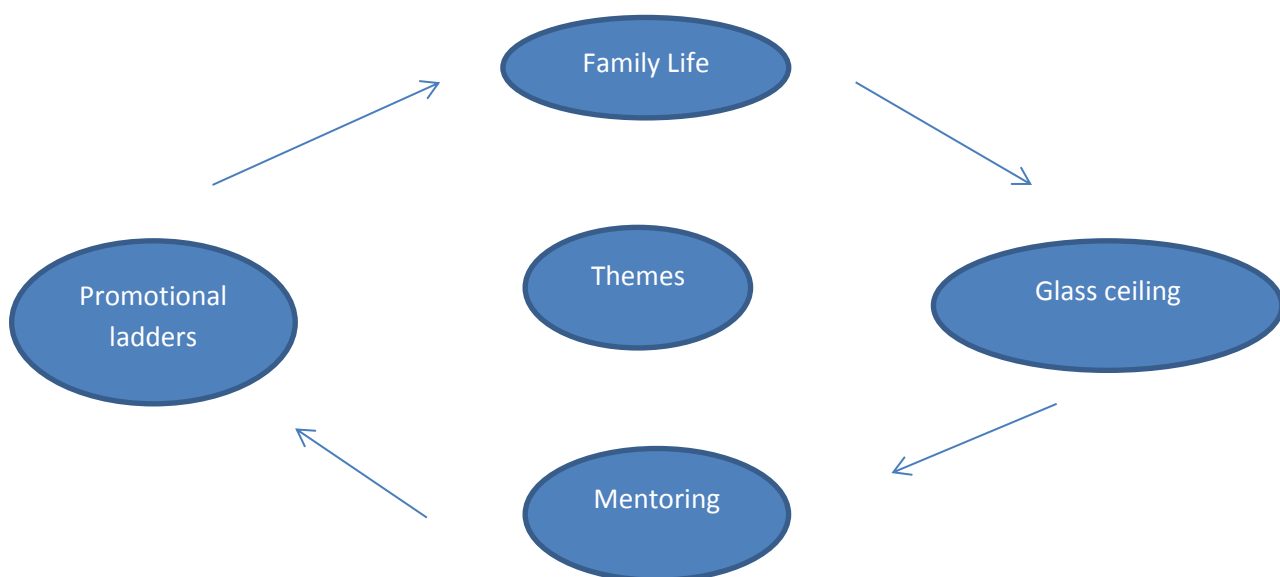 Family Life
Themes
Glass ceiling
Promotional
ladders
Mentoring